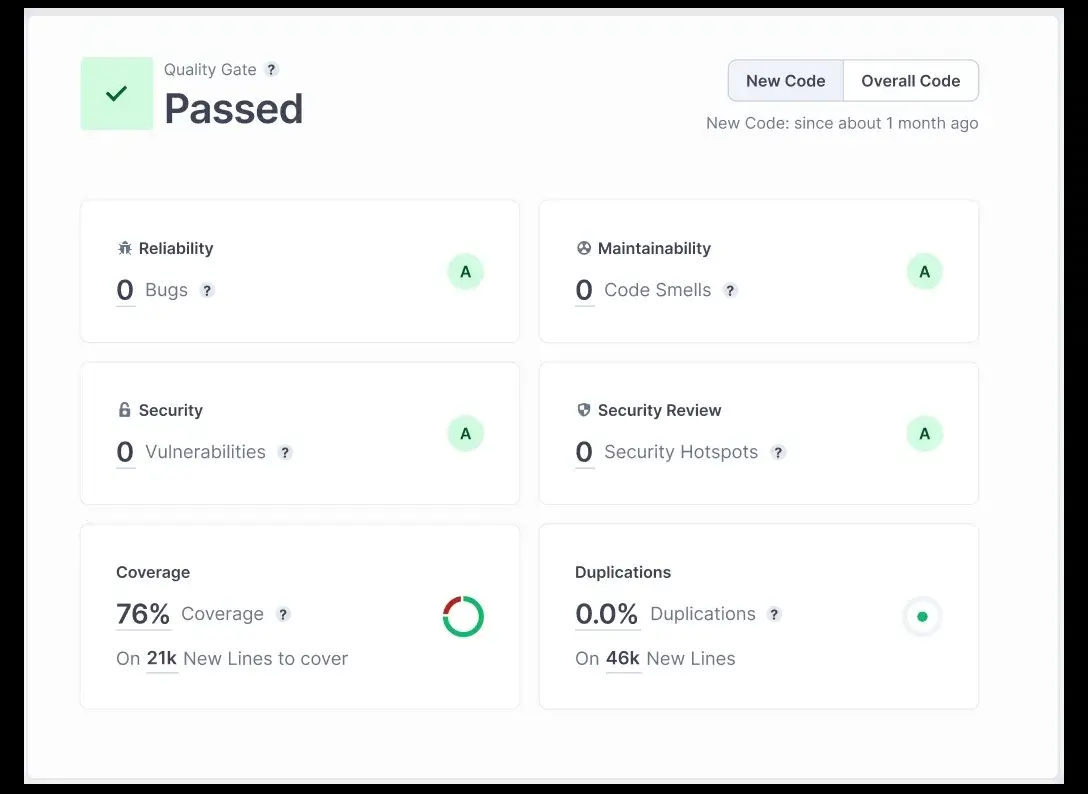 Quality Gate ?
Passed
New Code Overall Code
New Code: since about 1 month ago
Reliability
0 Bugs ?
A
Maintainability
0 Code Smells ?
A
Security
0 Vulnerabilities ?
A
Security Review
0 Security Hotspots ?
A
Coverage
76% Coverage ?
On 21k New Lines to cover
Duplications
0.0% Duplications ?
On 46k New Lines